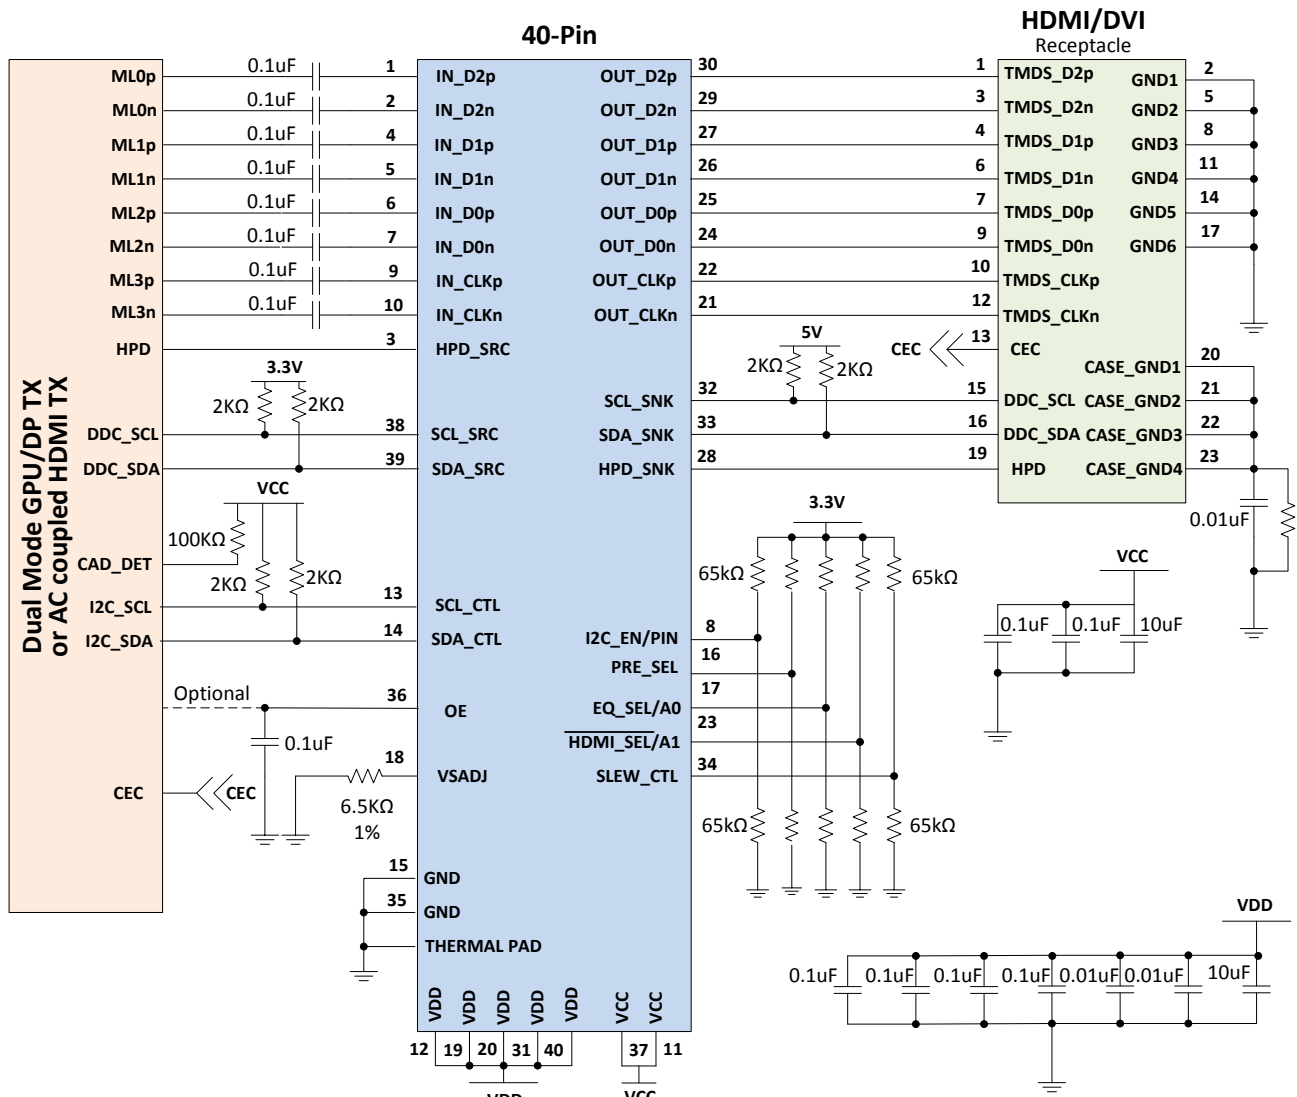 40-Pin
HDMI/DVI
Receptacle
Dual Mode GPU/DP TX
or AC coupled HDMI TX
ML0p 0.1uF 1 IN_D2p OUT_D2p 30 1 TMDS_D2p GND1 2
ML0n 0.1uF 2 IN_D2n OUT_D2n 29 3 TMDS_D2n GND2 5
ML1p 0.1uF 4 IN_D1p OUT_D1p 27 4 TMDS_D1p GND3 8
ML1n 0.1uF 5 IN_D1n OUT_D1n 26 6 TMDS_D1n GND4 11
ML2p 0.1uF 6 IN_D0p OUT_D0p 25 7 TMDS_D0p GND5 14
ML2n 0.1uF 7 IN_D0n OUT_D0n 24 9 TMDS_D0n GND6 17
ML3p 0.1uF 9 IN_CLKp OUT_CLKp 22 10 TMDS_CLKp
ML3n 0.1uF 10 IN_CLKn OUT_CLKn 21 12 TMDS_CLKn
HPD 3 HPD_SRC 5V CEC 13 CEC
3.3V 2KΩ 2KΩ CASE_GND1 20
2KΩ 2KΩ SCL_SNK 32 15 DDC_SCL CASE_GND2 21
DDC_SCL 38 SCL_SRC SDA_SNK 33 16 DDC_SDA CASE_GND3 22
DDC_SDA 39 SDA_SRC HPD_SNK 28 19 HPD CASE_GND4 23
VCC 3.3V 0.01uF
100KΩ
CAD_DET 2KΩ 2KΩ 65kΩ 65kΩ VCC
I2C_SCL 13 SCL_CTL
I2C_SDA 14 SDA_CTL I2C_EN/PIN 8 0.1uF 0.1uF 10uF
PRE_SEL 16
Optional 36 OE EQ_SEL/A0 17
0.1uF HDMI_SEL/A1 23
18 VSADJ SLEW_CTL 34
CEC CEC 6.5KΩ
1% 65kΩ 65kΩ
15 GND
35 GND
THERMAL PAD
VDD
0.1uF 0.1uF 0.1uF 0.1uF 0.01uF 0.01uF 10uF
VDD VDD VDD VDD VDD VCC VCC
12 19 20 31 40 37 11
VDD VCC